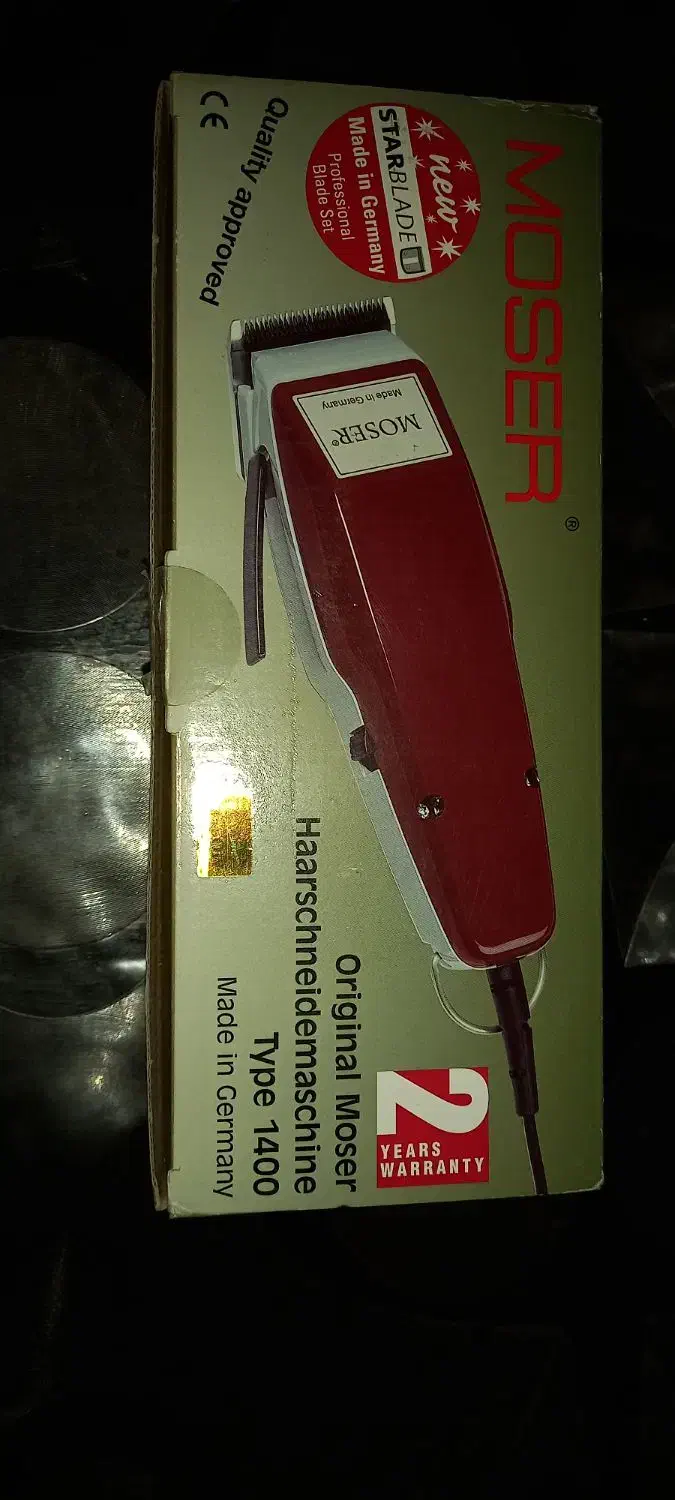 MOSER®
new
STARBLADE
Made in Germany
Professional
Blade Set
Quality approved
CE
MOSER®
Made in Germany
2
YEARS
WARRANTY
Original Moser
Haarschneidemaschine
Type 1400
Made in Germany